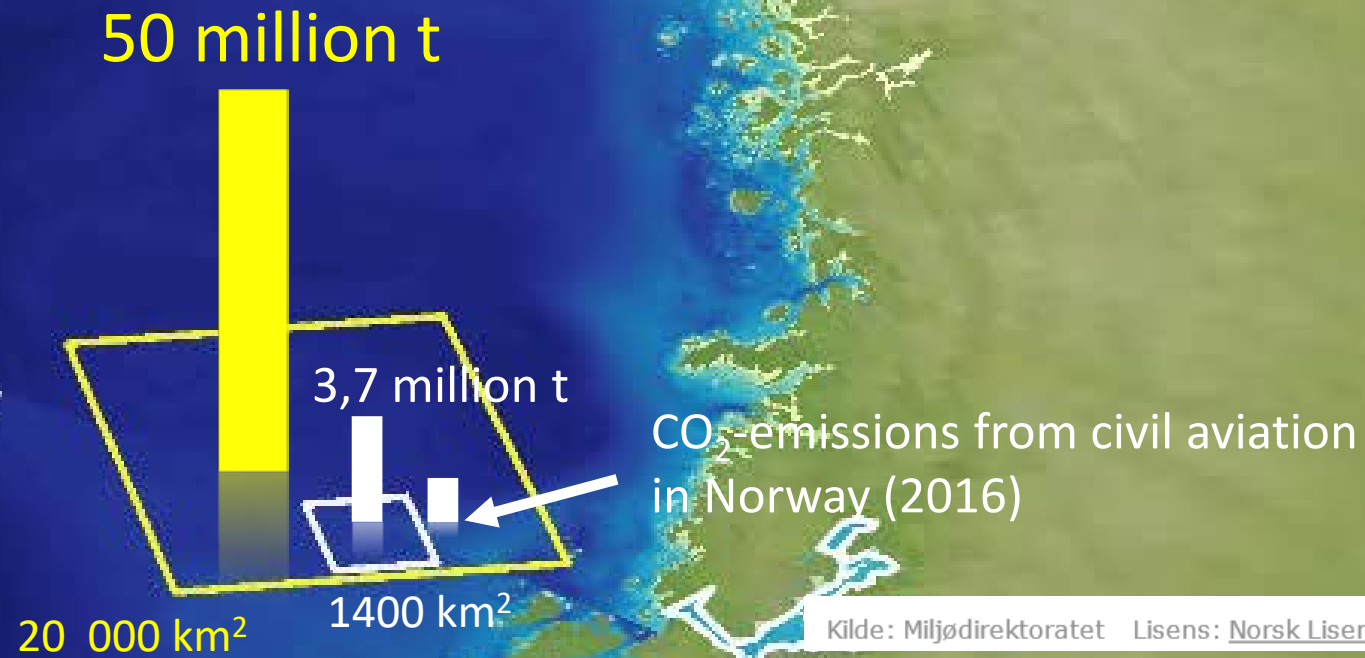 50 million t
3,7 million t
CO₂-emissions from civil aviation
in Norway (2016)
1400 km²
20 000 km²
Kilde: Miljødirektoratet Lisens: Norsk Lisen